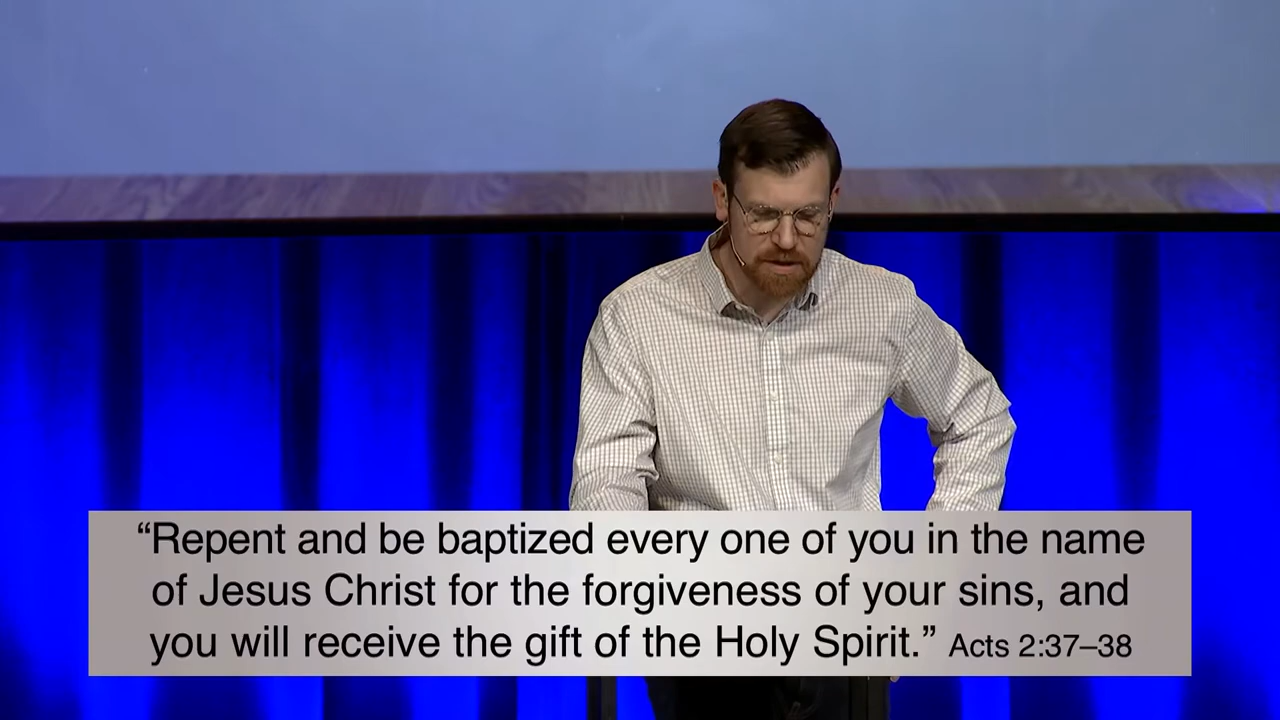 “Repent and be baptized every one of you in the name
of Jesus Christ for the forgiveness of your sins, and
you will receive the gift of the Holy Spirit.” Acts 2:37–38